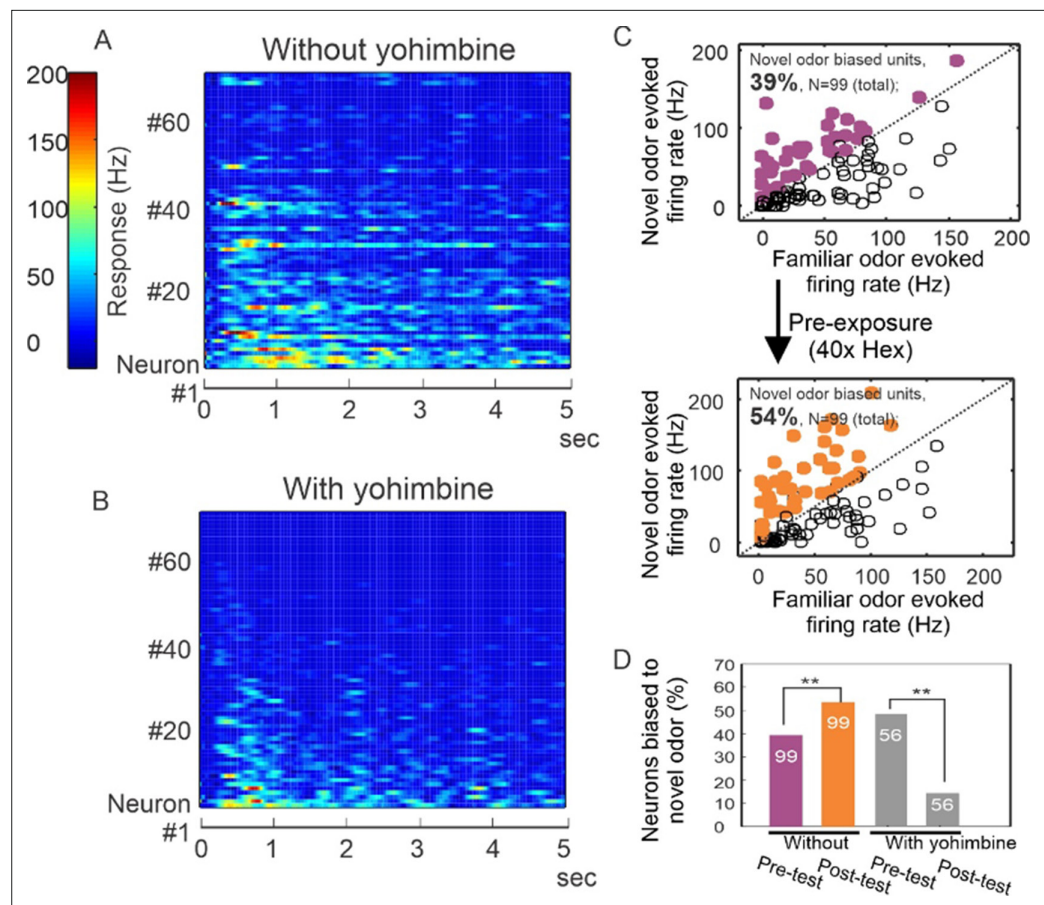 A
Without yohimbine
200
150
100
50
0
Response (Hz)
#60
#40
#20
Neuron
#1
0 1 2 3 4 5
sec
B
With yohimbine
#60
#40
#20
Neuron
#1
0 1 2 3 4 5
sec
C
Novel odor biased units,
39%, N=99 (total);
Novel odor evoked
firing rate (Hz)
200
100
0
0 50 100 150 200
Familiar odor evoked
firing rate (Hz)
Pre-exposure
(40x Hex)
Novel odor biased units,
54%, N=99 (total);
Novel odor evoked
firing rate (Hz)
200
100
0
0 50 100 150 200
Familiar odor evoked
firing rate (Hz)
D
Neurons biased to
novel odor (%)
70
60
50
40
30
20
10
0
** **
99 99 56 56
Without With yohimbine
Pre-test Post-test Pre-test Post-test